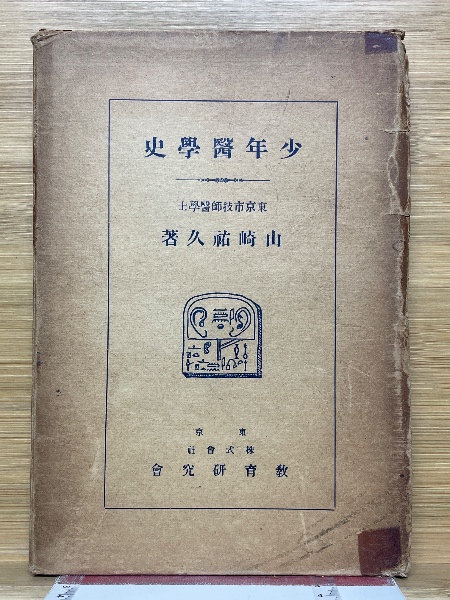 少年醫學史
東京市技師醫學士
山崎祐久著
東京
株式會社
教育研究會